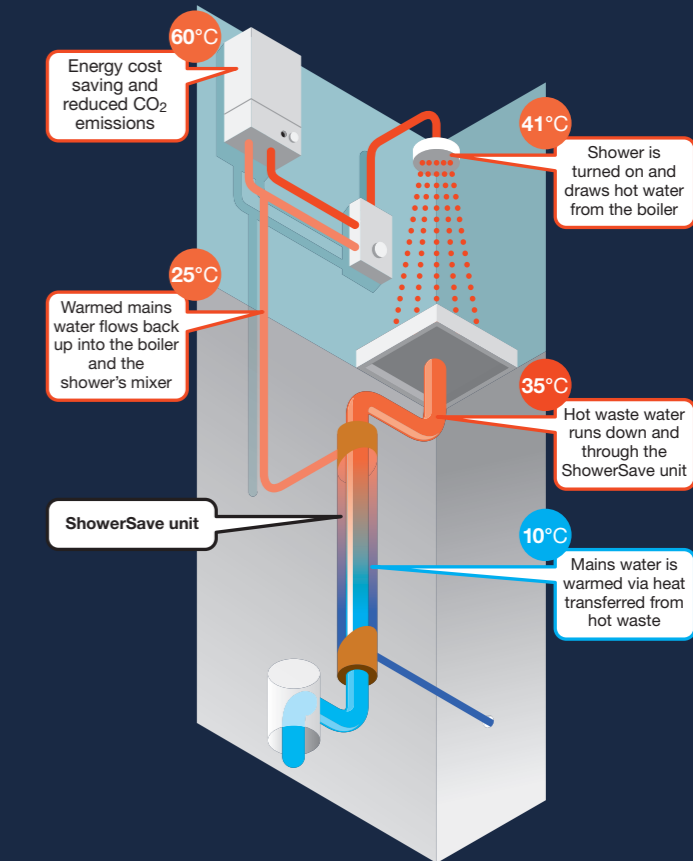 60°C
Energy cost
saving and
reduced CO₂
emissions
41°C
Shower is
turned on and
draws hot water
from the boiler
25°C
Warmed mains
water flows back
up into the boiler
and the
shower's mixer
35°C
Hot waste water
runs down and
through the
ShowerSave unit
ShowerSave unit
10°C
Mains water is
warmed via heat
transferred from
hot waste